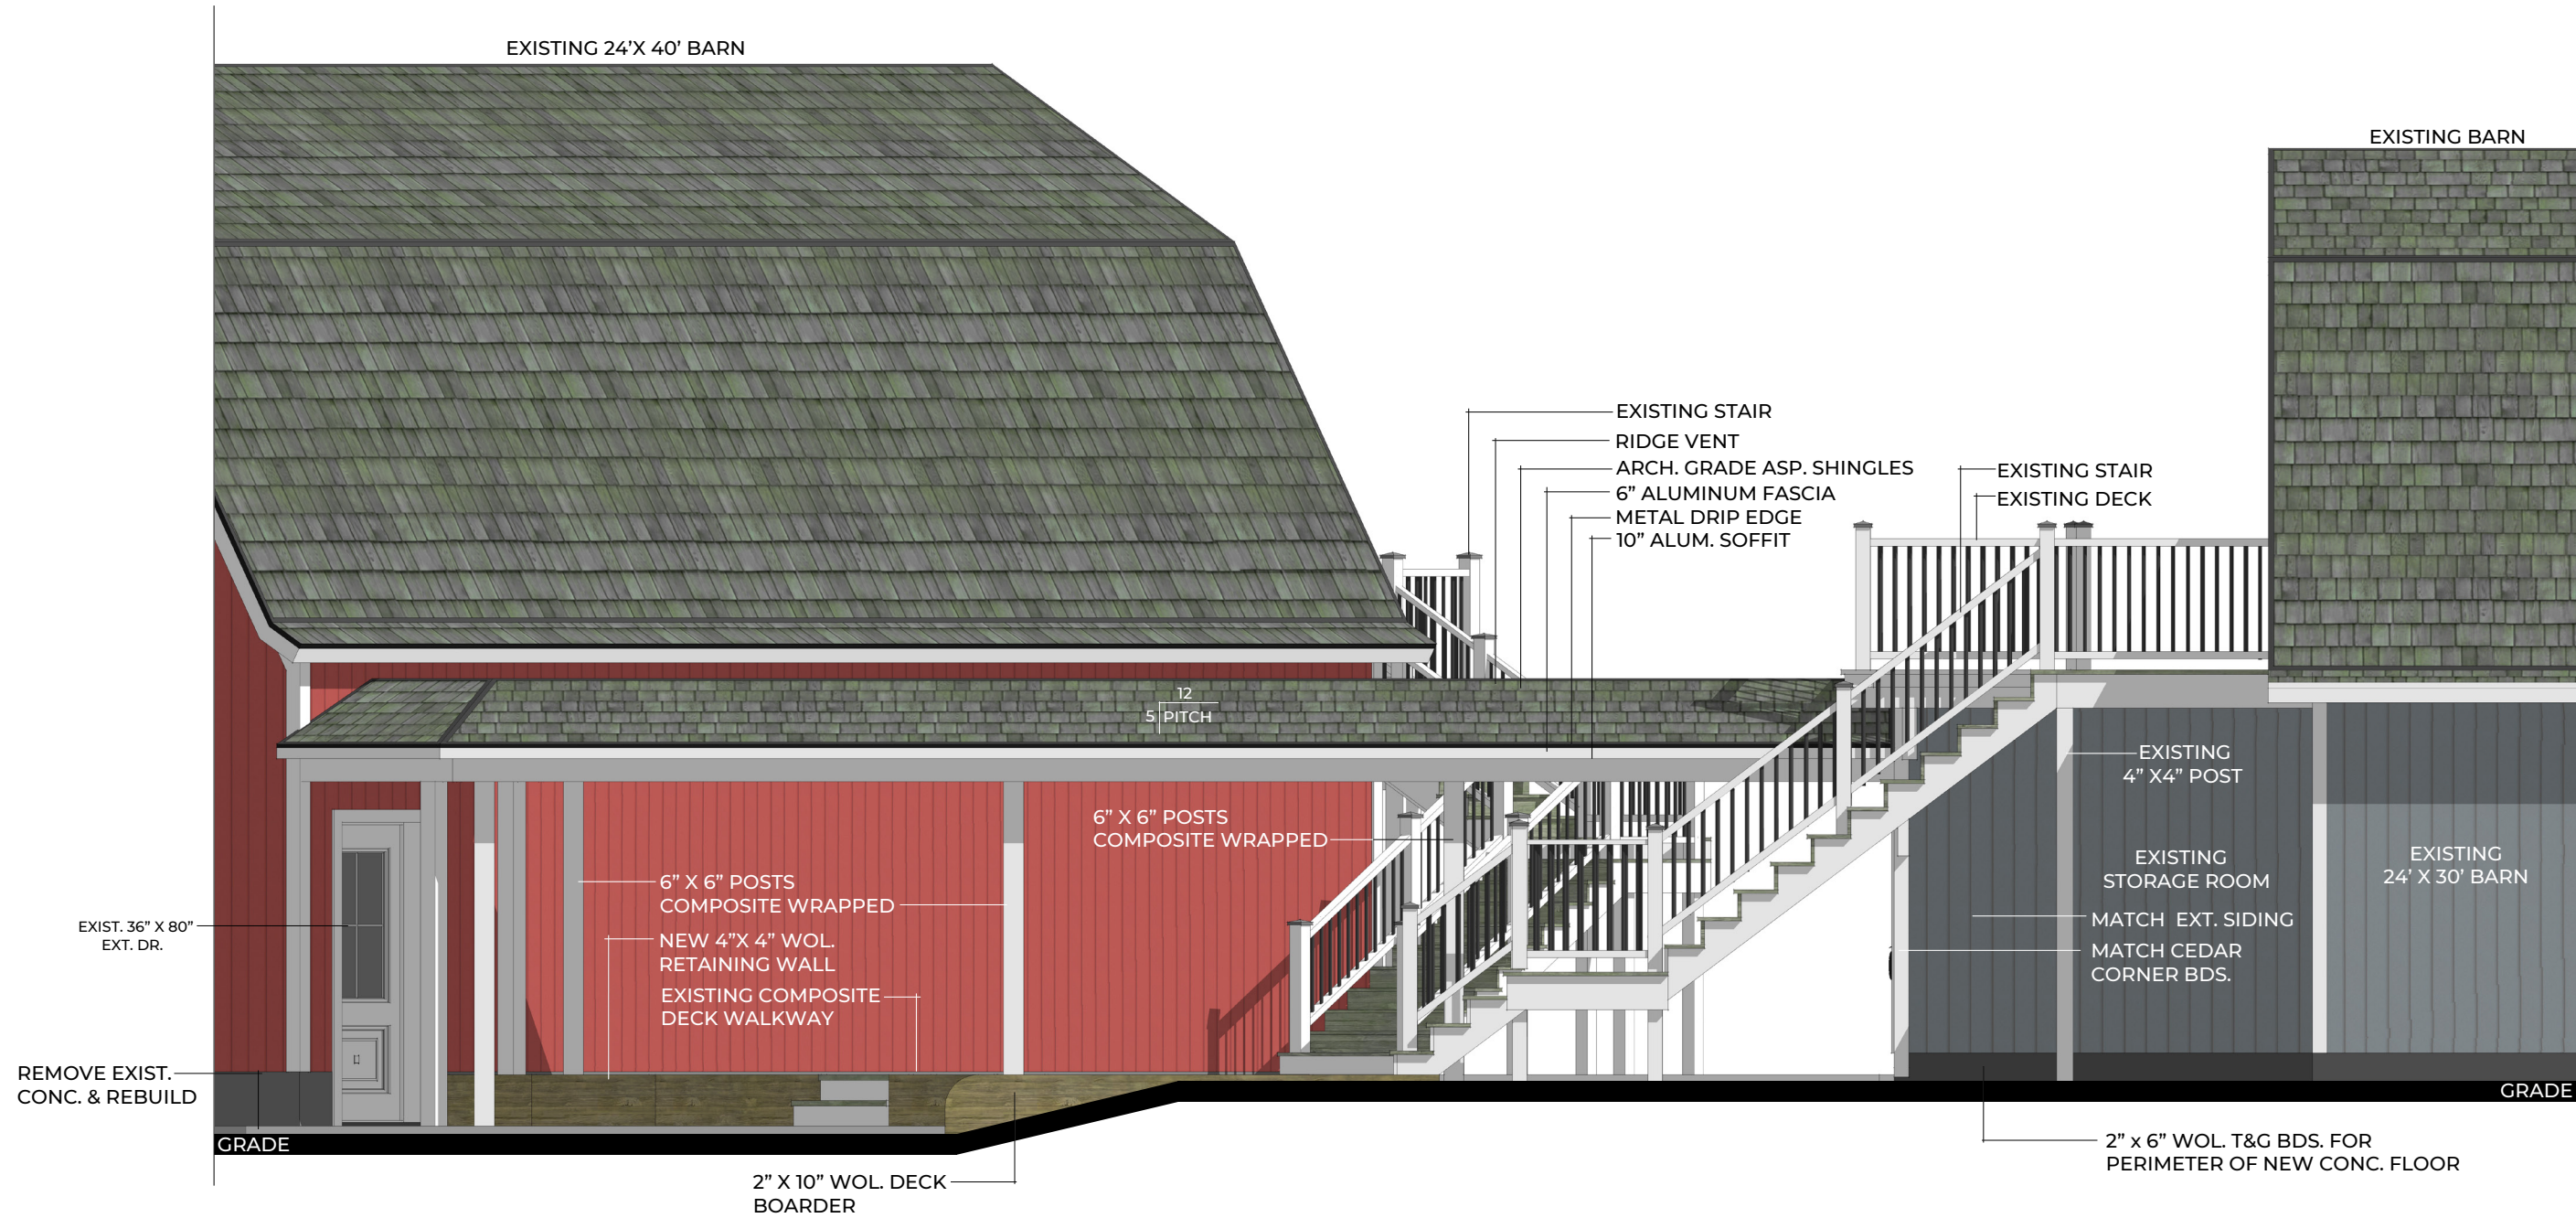 EXISTING 24’X 40’ BARN
EXISTING BARN
EXISTING STAIR
RIDGE VENT
ARCH. GRADE ASP. SHINGLES
6” ALUMINUM FASCIA
METAL DRIP EDGE
10” ALUM. SOFFIT
EXISTING STAIR
EXISTING DECK
12
5 PITCH
EXISTING
4” X4” POST
6” X 6” POSTS
COMPOSITE WRAPPED
6” X 6” POSTS
COMPOSITE WRAPPED
NEW 4”X 4” WOL.
RETAINING WALL
EXISTING COMPOSITE
DECK WALKWAY
EXISTING
STORAGE ROOM
EXISTING
24’ X 30’ BARN
MATCH EXT. SIDING
MATCH CEDAR
CORNER BDS.
EXIST. 36” X 80”
EXT. DR.
REMOVE EXIST.
CONC. & REBUILD
GRADE
GRADE
2” X 10” WOL. DECK
BOARDER
2” x 6” WOL. T&G BDS. FOR
PERIMETER OF NEW CONC. FLOOR